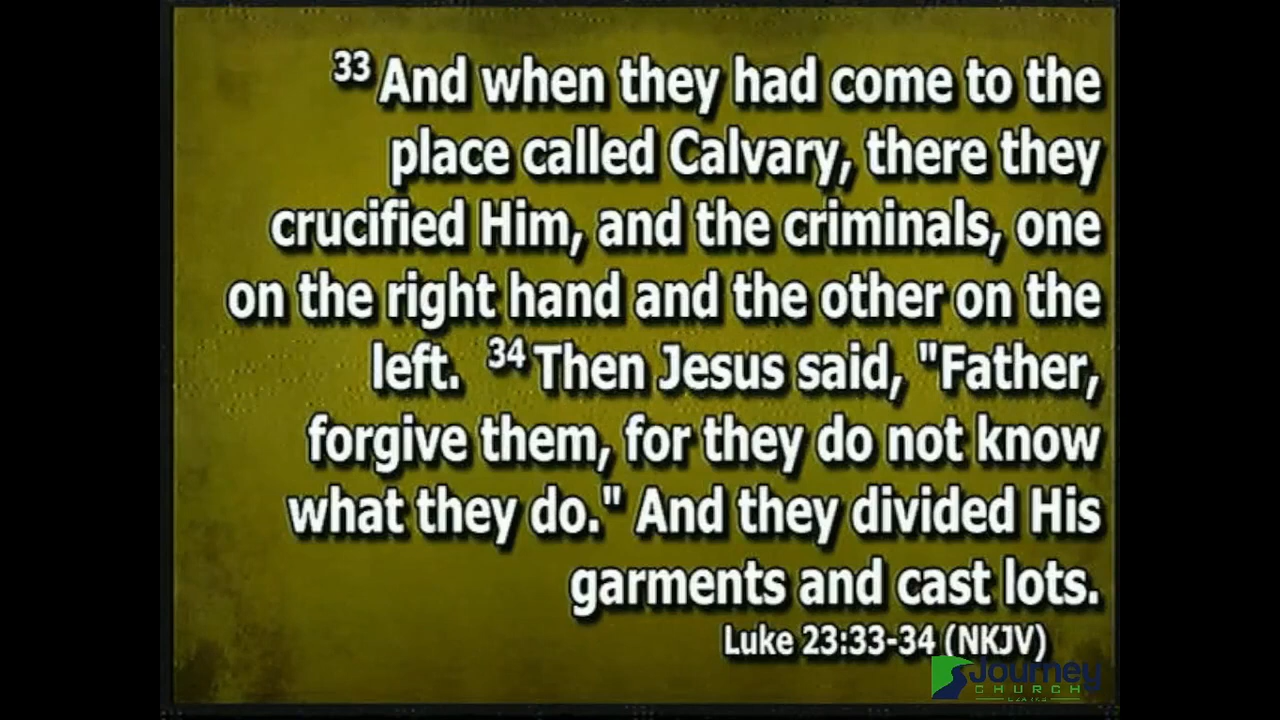 33 And when they had come to the
place called Calvary, there they
crucified Him, and the criminals, one
on the right hand and the other on the
left. 34 Then Jesus said, "Father,
forgive them, for they do not know
what they do." And they divided His
garments and cast lots.
Luke 23:33-34 (NKJV)
Journey
CHURCH